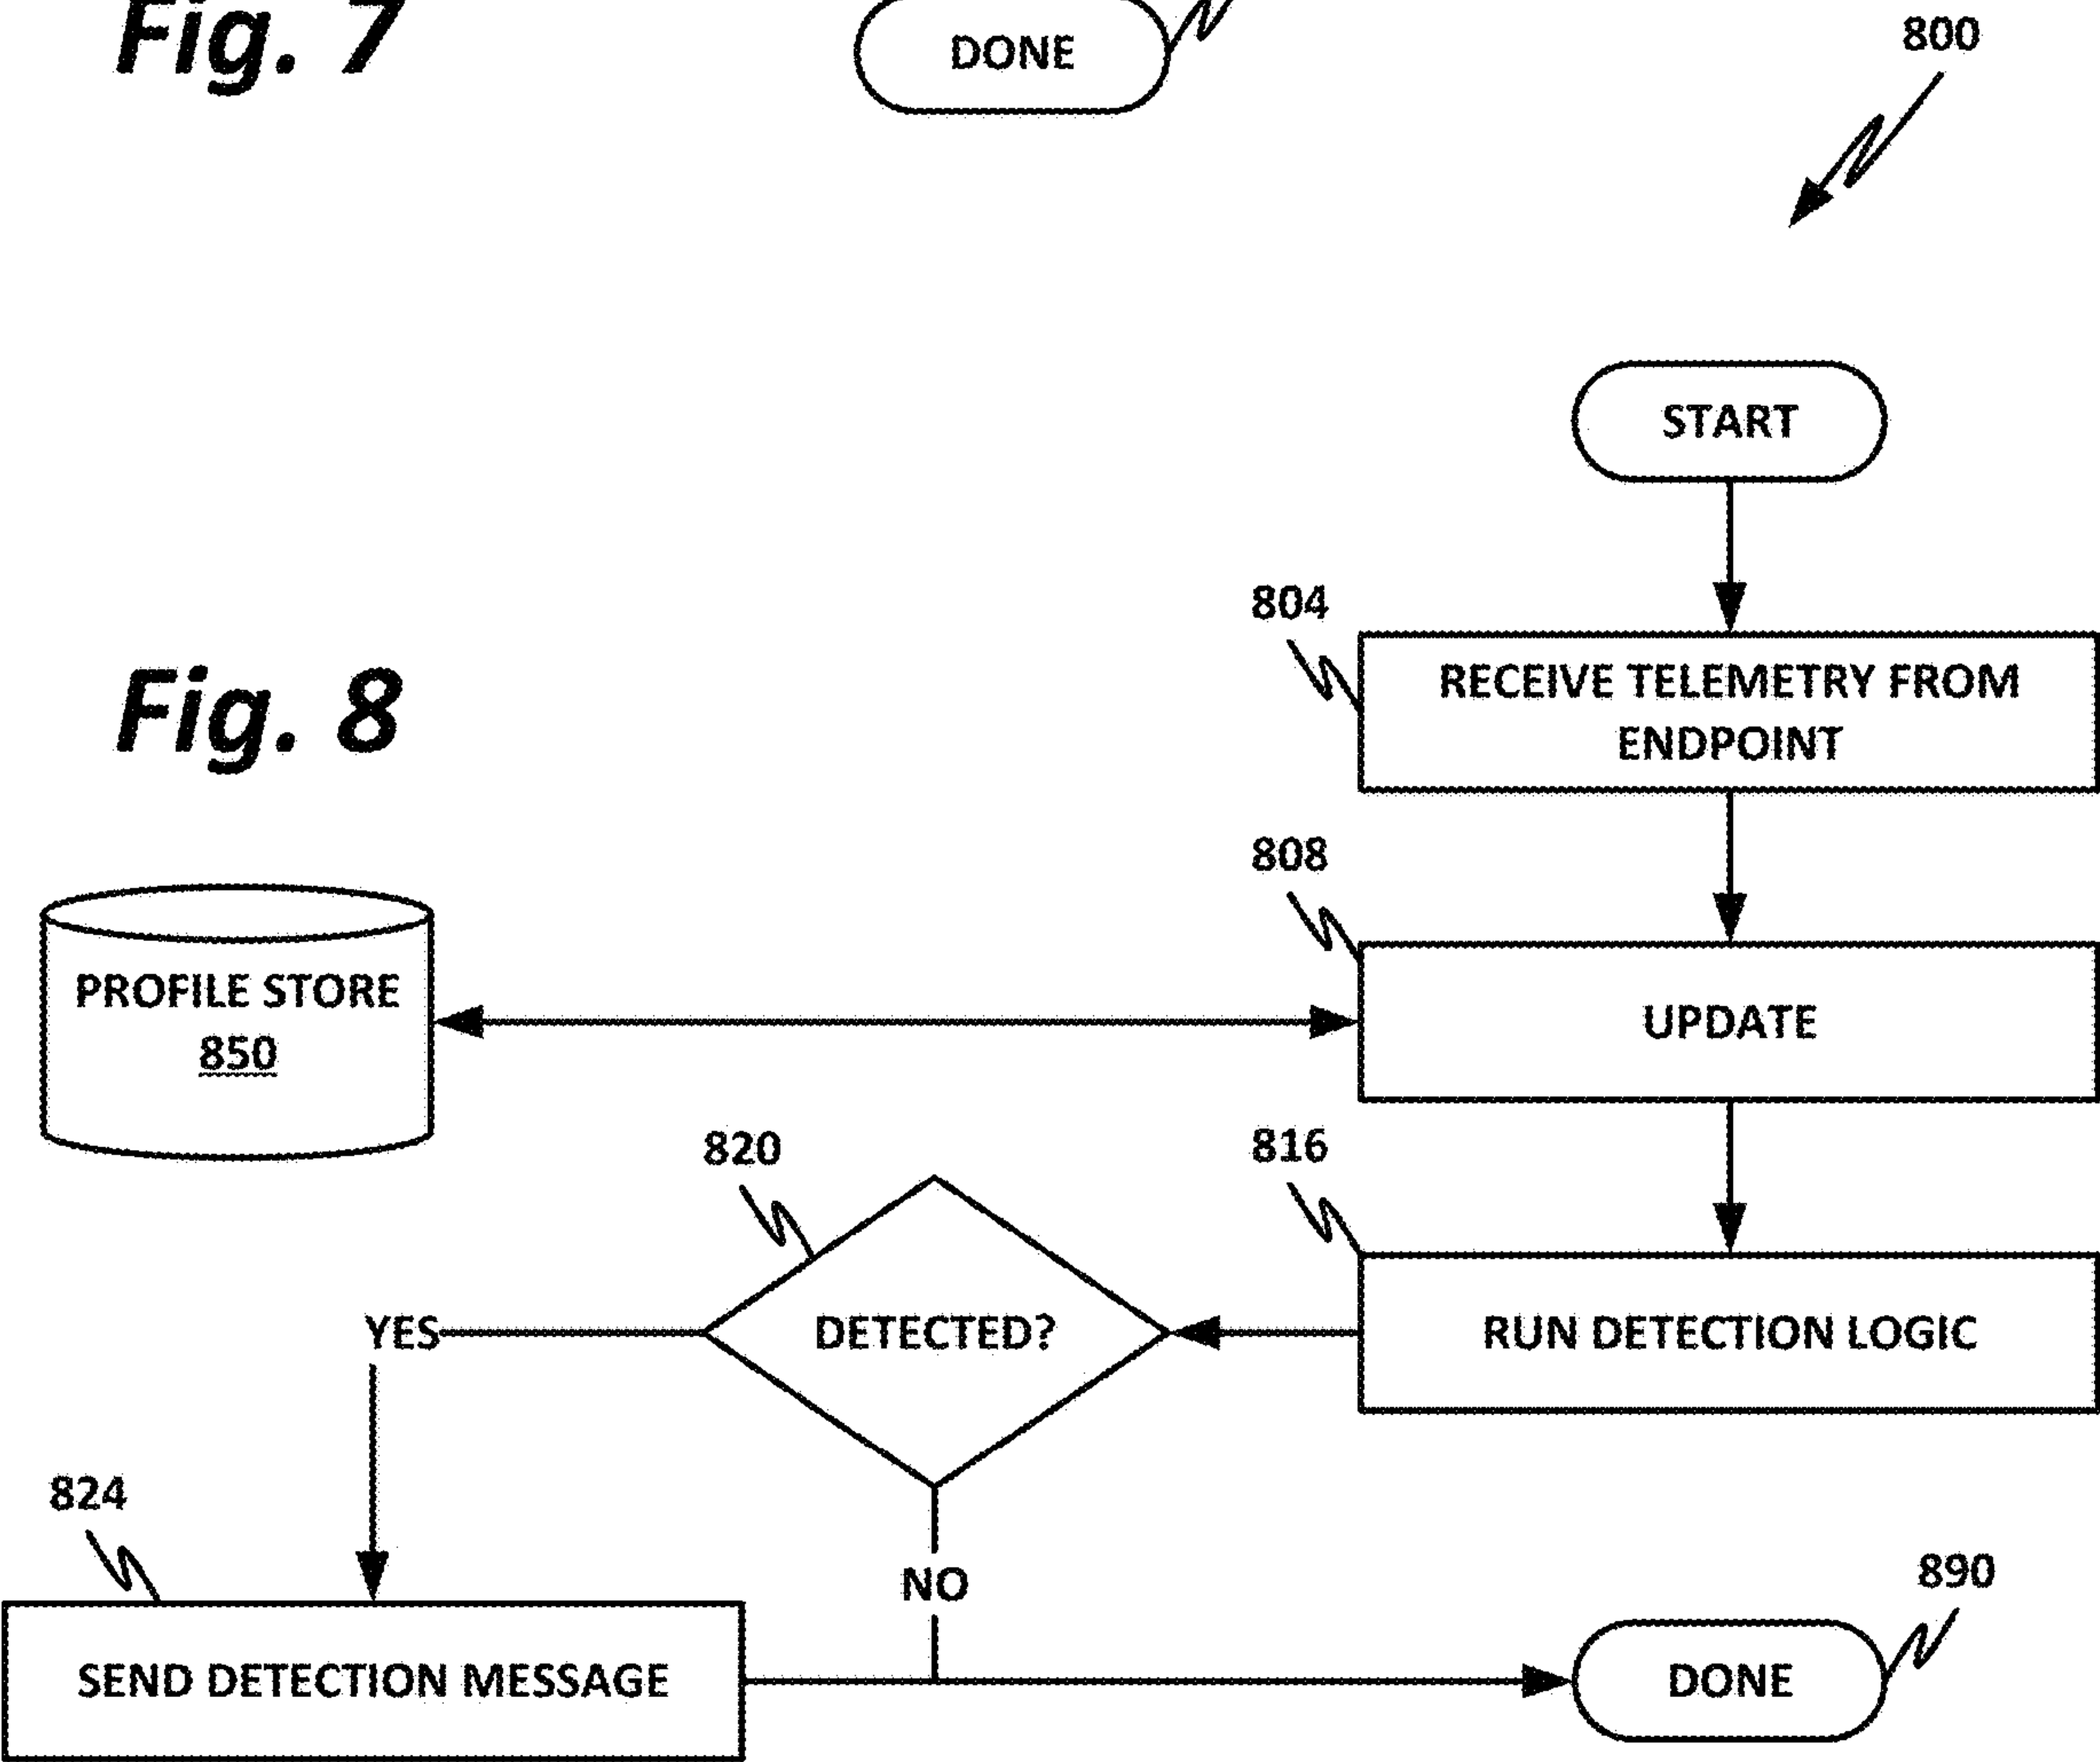 Fig. 7
DONE
800
START
804
RECEIVE TELEMETRY FROM
ENDPOINT
Fig. 8
808
PROFILE STORE
850
UPDATE
820
816
YES
DETECTED?
RUN DETECTION LOGIC
824
NO
890
SEND DETECTION MESSAGE
DONE